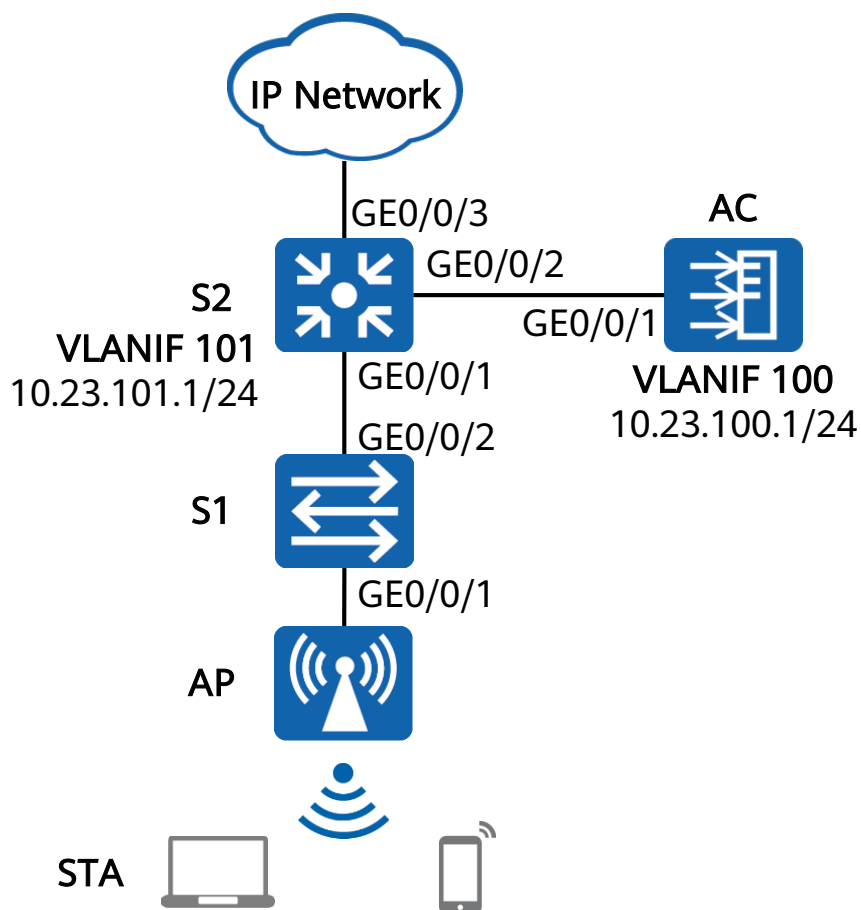 IP Network
GE0/0/3
AC
S2
GE0/0/2
VLANIF 101
GE0/0/1
10.23.101.1/24
GE0/0/1
VLANIF 100
10.23.100.1/24
GE0/0/2
S1
GE0/0/1
AP
STA